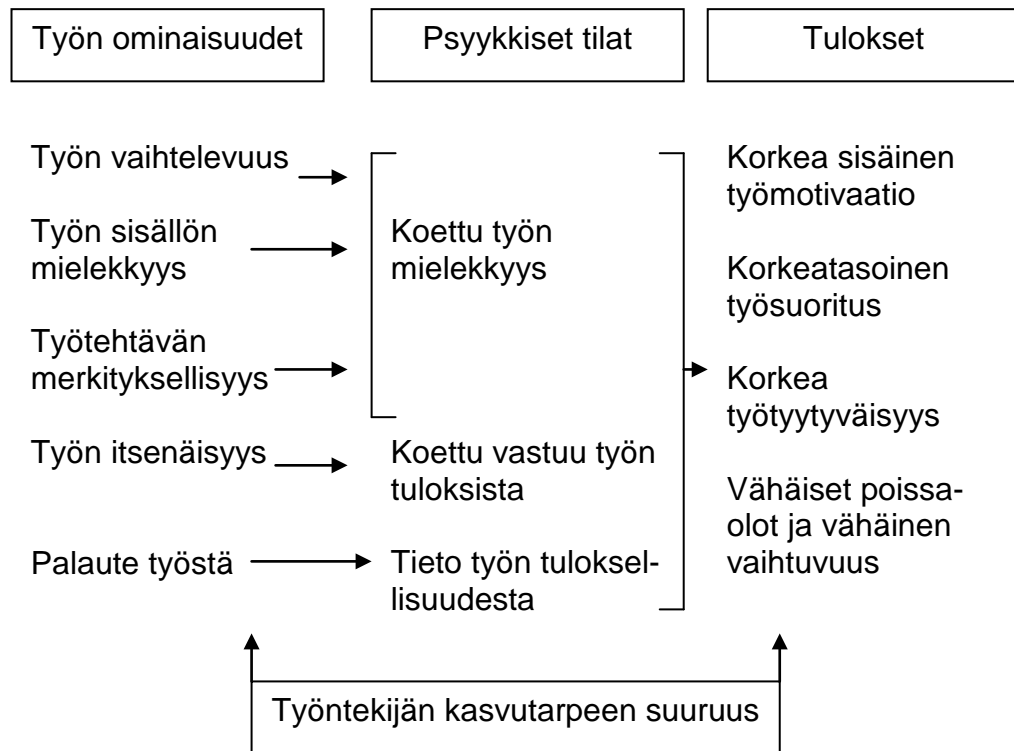 Työn ominaisuudet
Psyykkiset tilat
Tulokset
Työn vaihtelevuus
Työn sisällön
mielekkyys
Työtehtävän
merkityksellisyys
Työn itsenäisyys
Palaute työstä
Koettu työn
mielekkyys
Koettu vastuu työn
tuloksista
Tieto työn tuloksel-
lisuudesta
Korkea sisäinen
työmotivaatio
Korkeatasoinen
työsuoritus
Korkea
työtyytyväisyys
Vähäiset poissa-
olot ja vähäinen
vaihtuvuus
Työntekijän kasvutarpeen suuruus